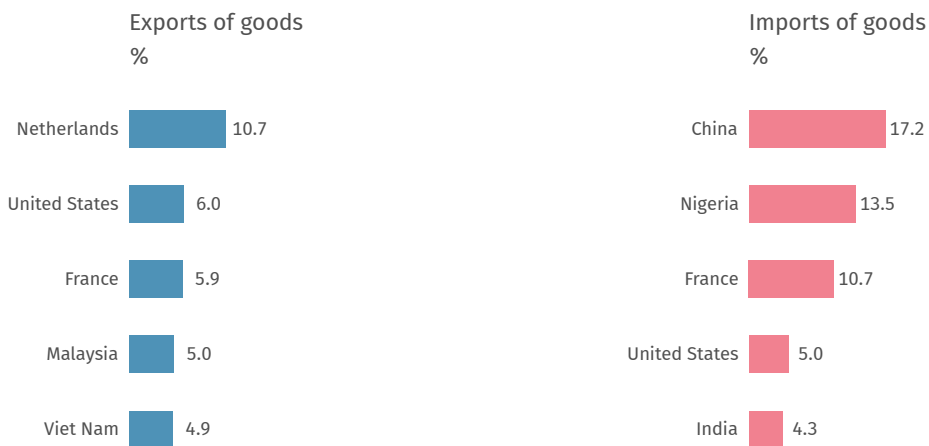 Exports of goods
%
Netherlands 10.7
United States 6.0
France 5.9
Malaysia 5.0
Viet Nam 4.9
Imports of goods
%
China 17.2
Nigeria 13.5
France 10.7
United States 5.0
India 4.3